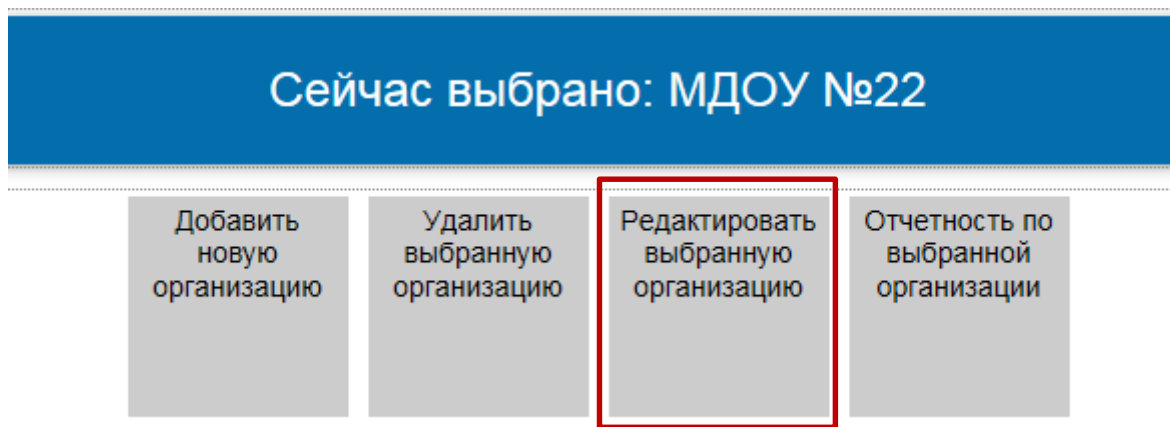 Сейчас выбрано: МДОУ №22
Добавить
новую
организацию
Удалить
выбранную
организацию
Редактировать
выбранную
организацию
Отчетность по
выбранной
организации